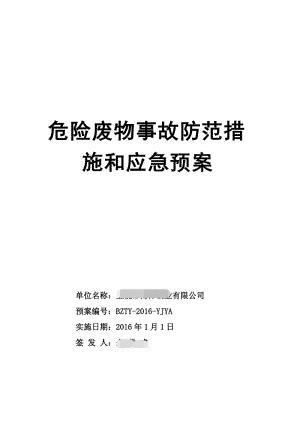 危险废物事故防范措
施和应急预案
单位名称：业有限公司
预案编号：BZTY-2016-YJYA
实施日期：2016年1月1日
签 发 人：